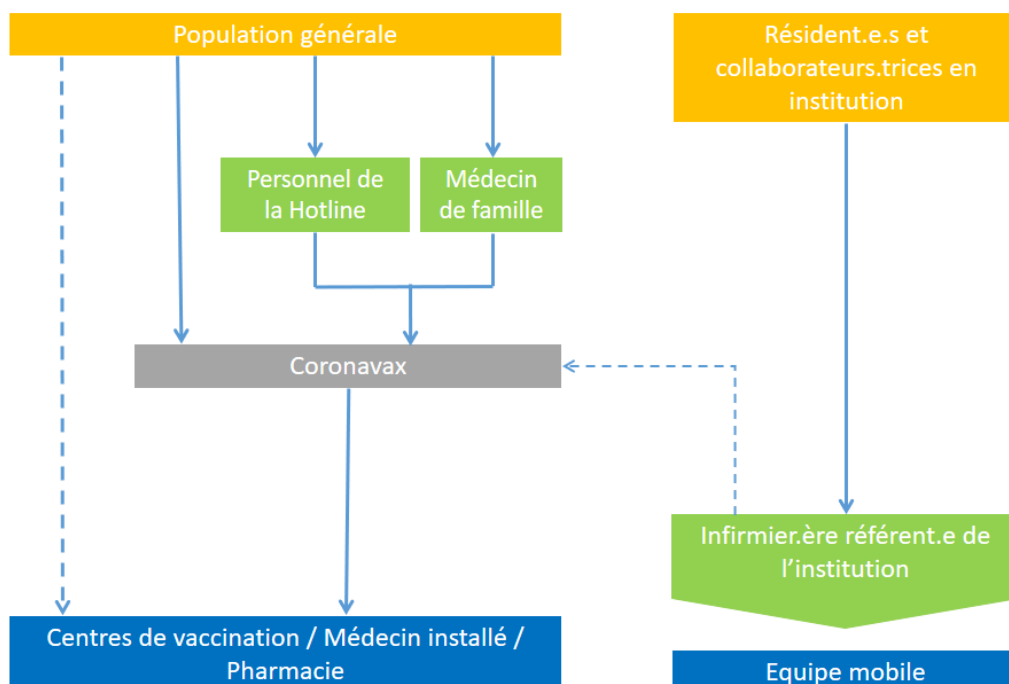 Population générale
Résident.e.s et
collaborateurs.trices en
institution
Personnel de
la Hotline
Médecin
de famille
Coronavax
Infirmier.ère référent.e de
l’institution
Centres de vaccination / Médecin installé /
Pharmacie
Equipe mobile